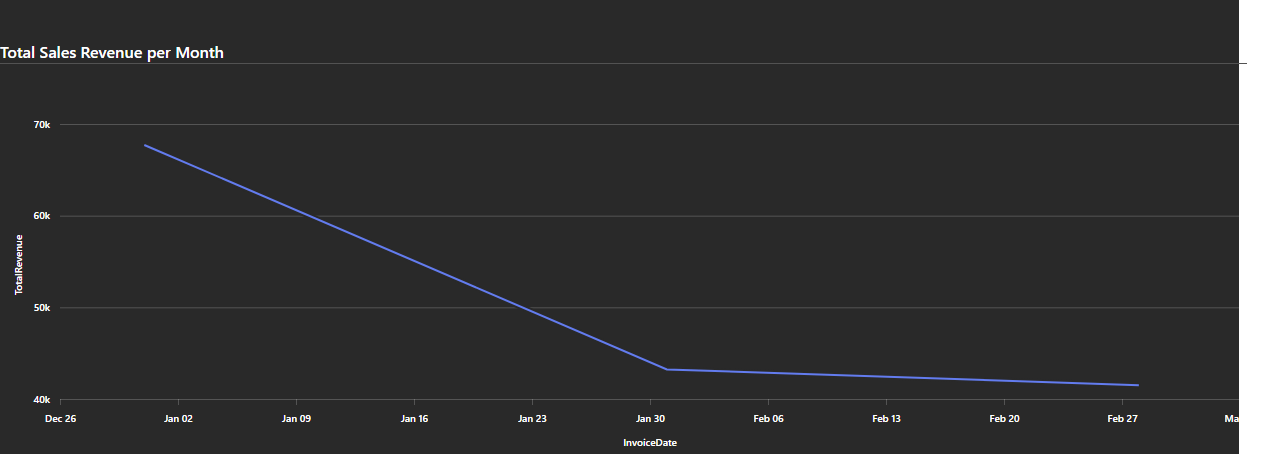 Total Sales Revenue per Month
70k
60k
50k
40k
TotalRevenue
Dec 26 Jan 02 Jan 09 Jan 16 Jan 23 Jan 30 Feb 06 Feb 13 Feb 20 Feb 27 Ma
InvoiceDate